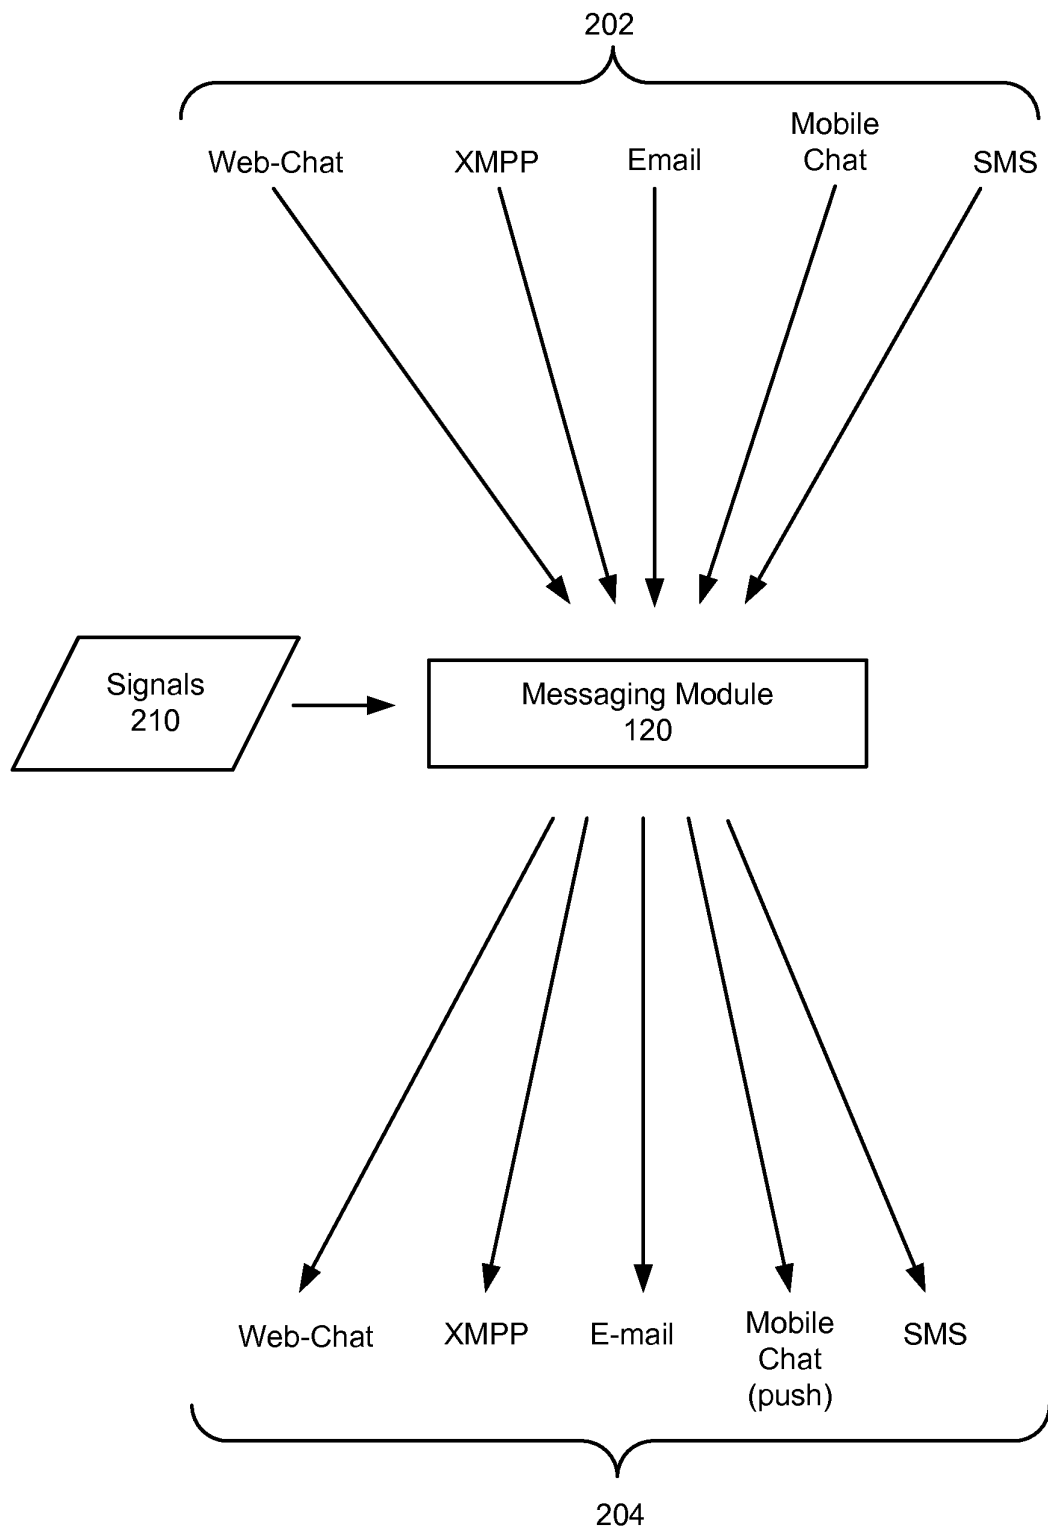 202
Web-Chat XMPP Email Mobile Chat SMS
Signals
210
Messaging Module
120
Web-Chat XMPP E-mail Mobile Chat (push) SMS
204